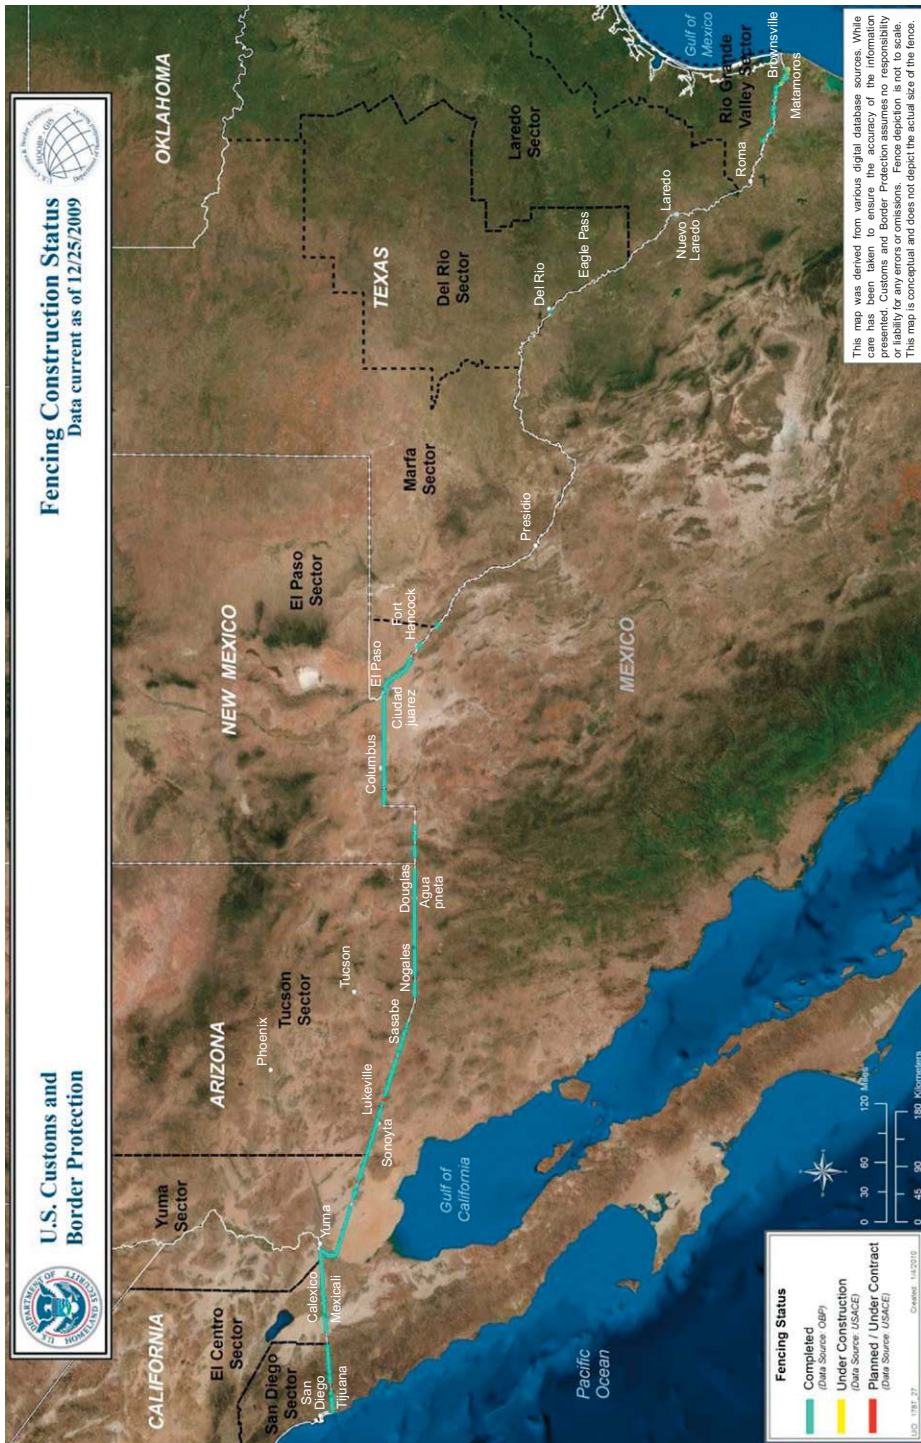 U.S. Customs and
Border Protection
Fencing Construction Status
Data current as of 12/25/2009
U.S. DEPARTMENT OF
HOMELAND SECURITY
CALIFORNIA
ARIZONA
NEW MEXICO
TEXAS
OKLAHOMA
MEXICO
San Diego
Sector
El Centro
Sector
Yuma
Sector
Tucson
Sector
El Paso
Sector
Marfa
Sector
Del Rio
Sector
Laredo
Sector
Rio Grande
Valley Sector
San
Diego
Tijuana
Calexico
Mexicali
Yuma
Phoenix
Tucson
Sonoyta
Lukeville
Sasabe
Nogales
Douglas
Agua
pneta
Columbus
El Paso
Ciudad
juarez
Fort
Hancock
Presidio
Del Rio
Eagle Pass
Laredo
Nuevo
Laredo
Roma
Brownsville
Matamoros
Gulf of
Mexico
Gulf of
California
Pacific
Ocean
Fencing Status
Completed
(Data Source: OBP)
Under Construction
(Data Source: USACE)
Planned / Under Contract
(Data Source: USACE)
Created: 1/4/2010
0 30 60 120 Miles
0 45 90 180 Kilometers
This map was derived from various digital database sources. While
care has been taken to ensure the accuracy of the information
presented. Customs and Border Protection assumes no responsibility
or liability for any errors or omissions. Fence depiction is not to scale.
This map is conceptual and does not depict the actual size of the fence.